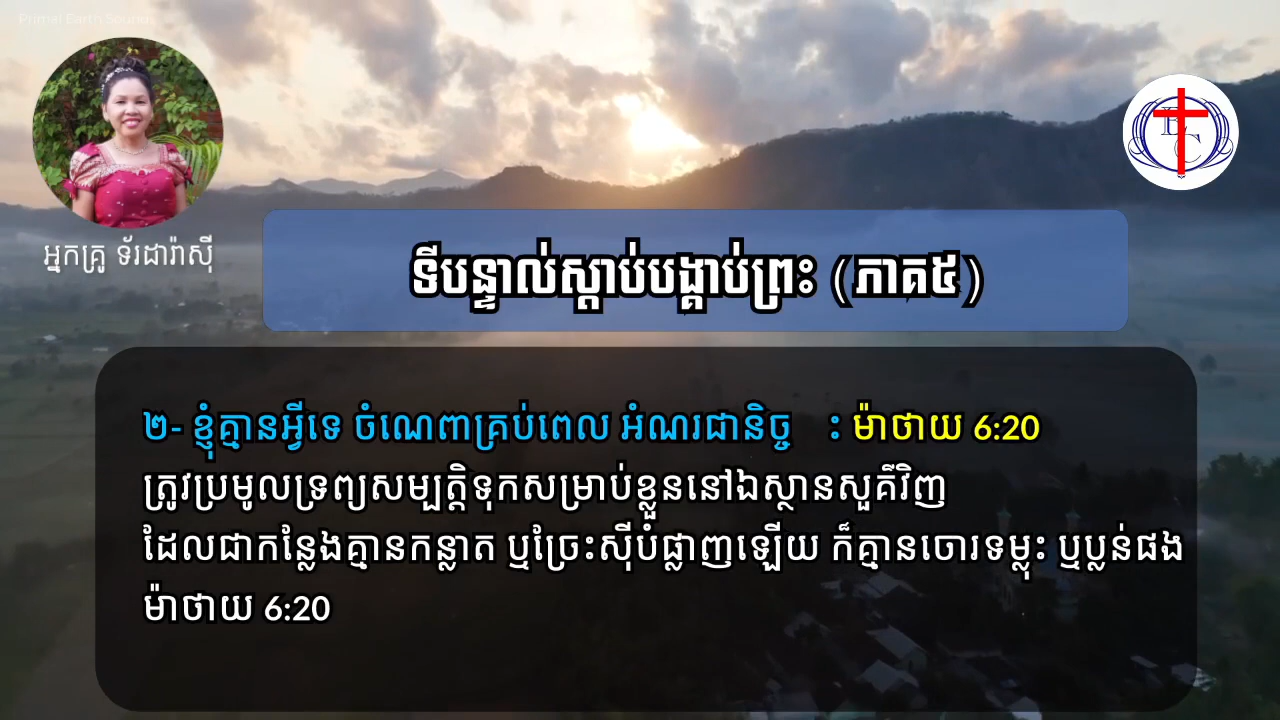 Primal Earth Sounds
អ្នកគ្រូ ទ័រដារ៉ាស៊ី
ទីបន្ទាល់ស្ដាប់បង្គាប់ព្រះ (ភាគ៥)
២- ខ្ញុំគ្មានអ្វីទេ ចំណេញគ្រប់ពេល អំណរជានិច្ច ៖ ម៉ាថាយ 6:20
ត្រូវប្រមូលទ្រព្យសម្បត្តិទុកសម្រាប់ខ្លួននៅឯស្ថានសួគ៌វិញ
ដែលជាកន្លែងគ្មានកន្លាត ឬច្រែះស៊ីបំផ្លាញឡើយ ក៏គ្មានចោរទម្លុះ ឬប្លន់ផង
ម៉ាថាយ 6:20